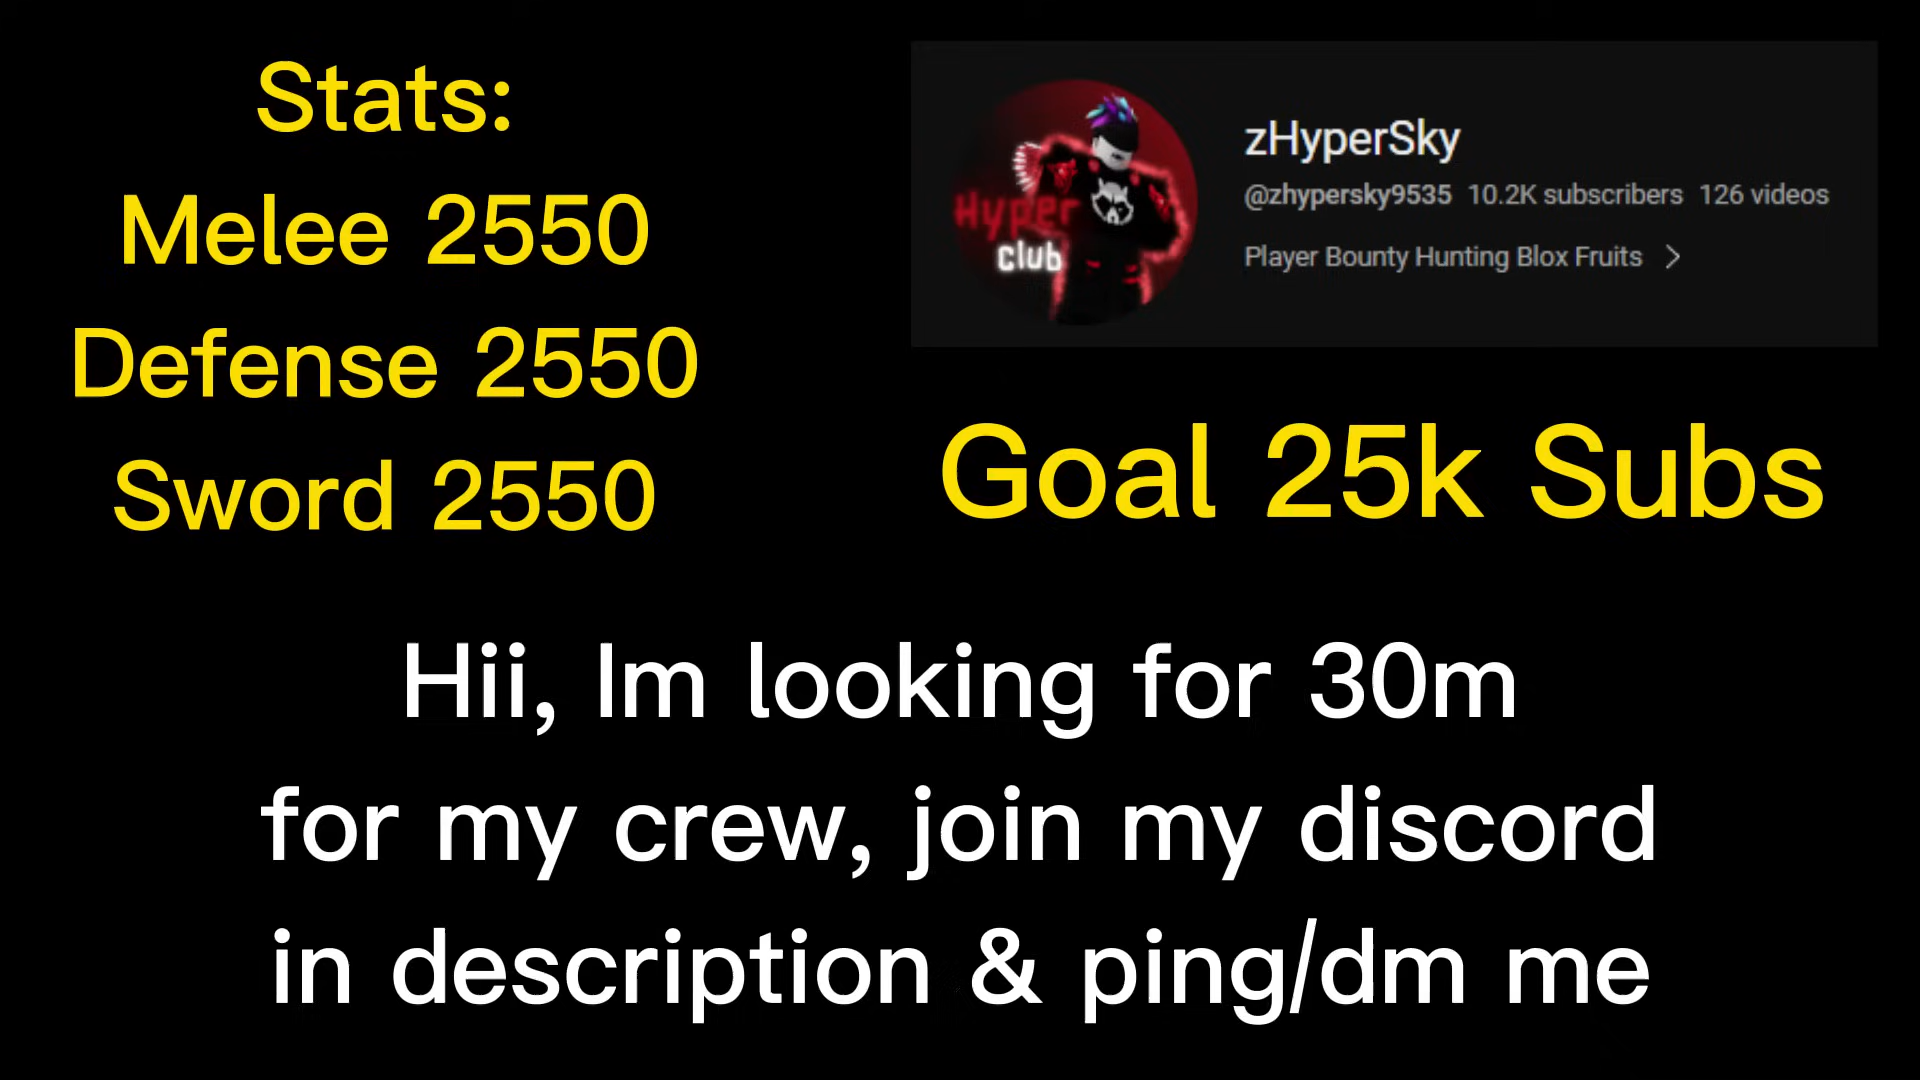 Stats:
Melee 2550
Defense 2550
Sword 2550
Hyper
club
zHyperSky
@zhypersky9535 10.2K subscribers 126 videos
Player Bounty Hunting Blox Fruits
Goal 25k Subs
Hii, Im looking for 30m
for my crew, join my discord
in description & ping/dm me